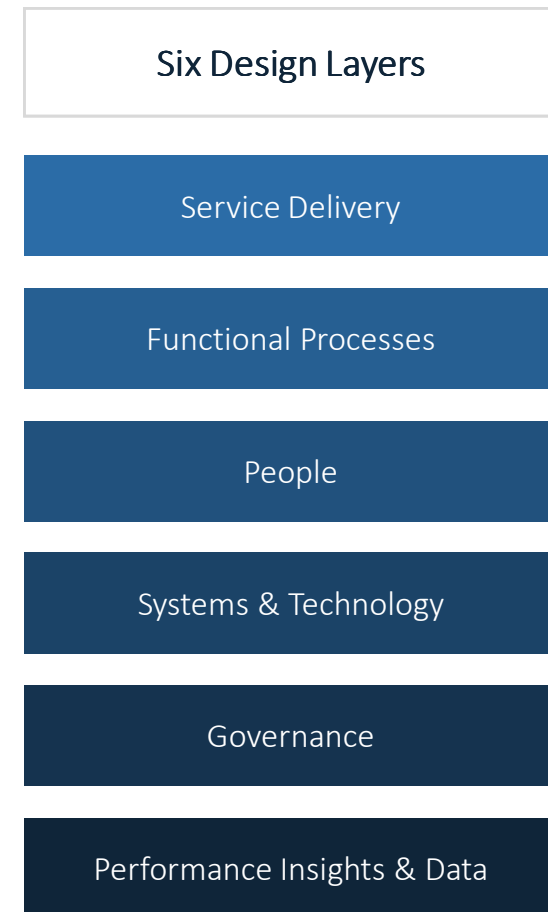 Six Design Layers
Service Delivery
Functional Processes
People
Systems & Technology
Governance
Performance Insights & Data